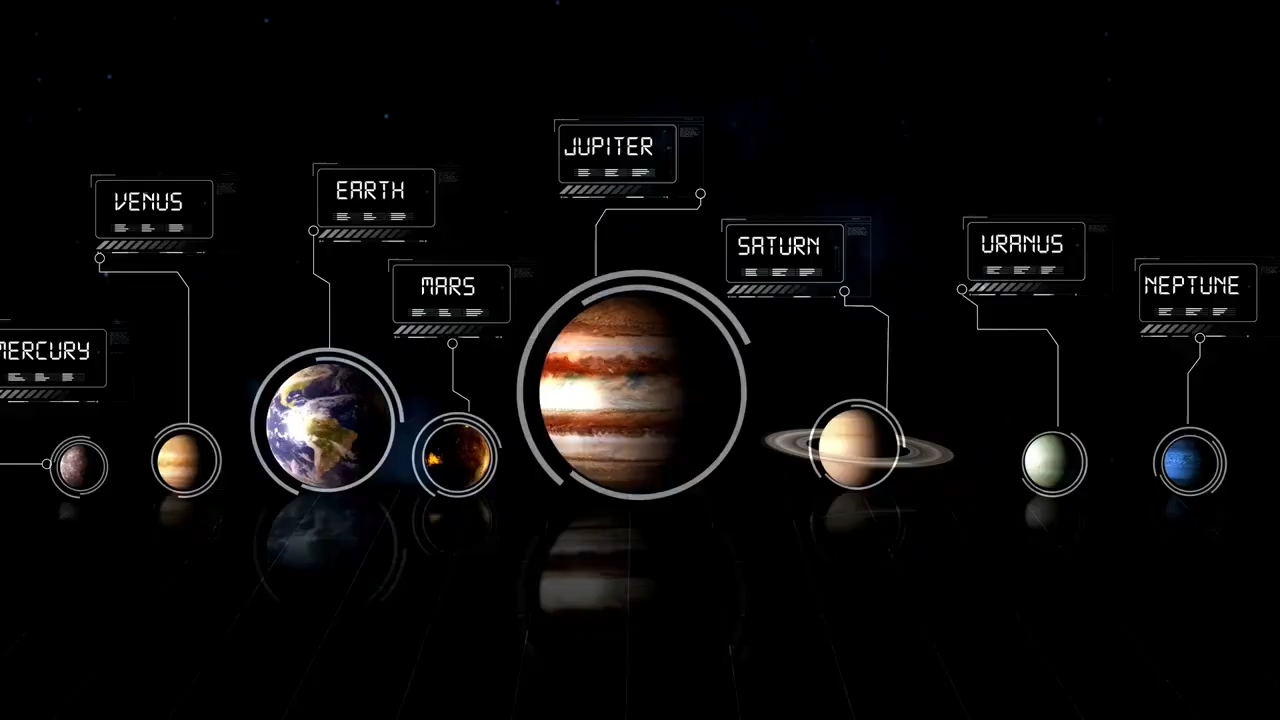 JUPITER
EARTH
VENUS
SATURN
URANUS
NEPTUNE
MARS
MERCURY